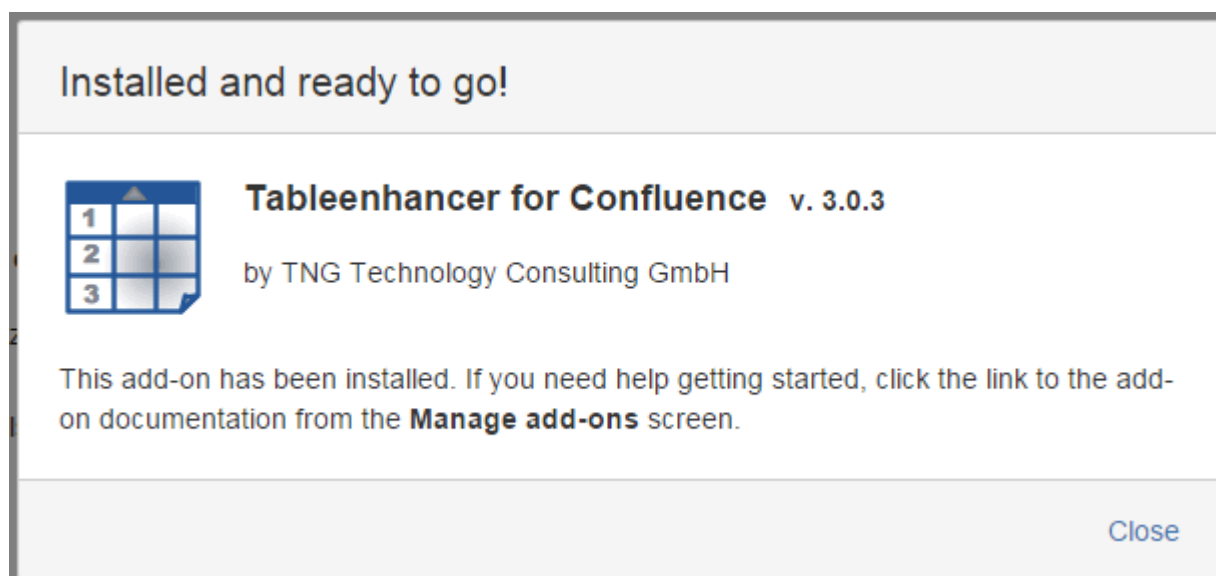 Installed and ready to go!
Tableenhancer for Confluence v. 3.0.3
1
2
3
by TNG Technology Consulting GmbH
This add-on has been installed. If you need help getting started, click the link to the add-
on documentation from the Manage add-ons screen.
Close